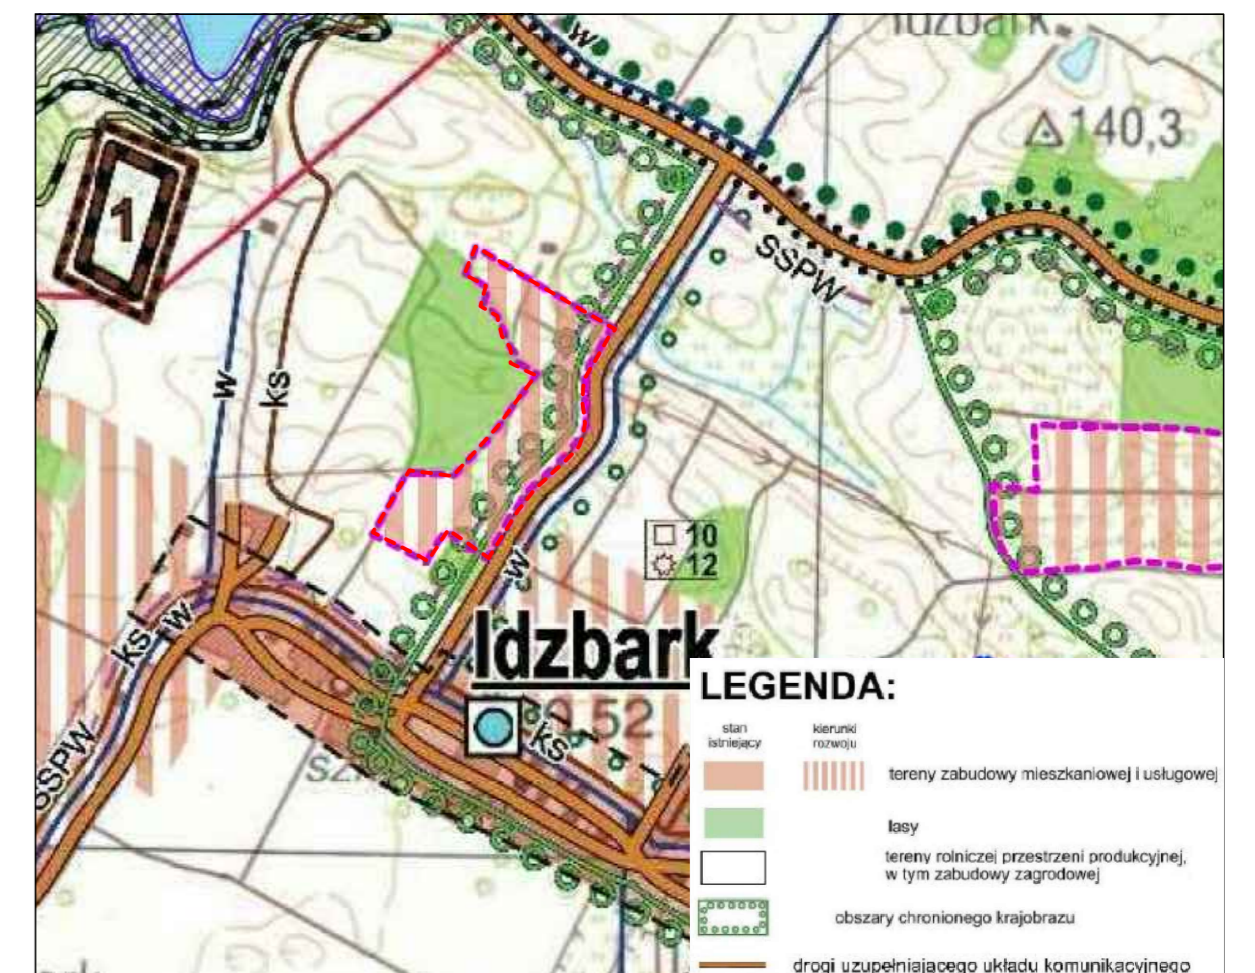 w
Idzbark
140,3
1
SSPW
w
ks
10
12
w
ks
w
Idzbark
SSPW
ks
LEGENDA:
stan
istniejący
kierunki
rozwoju
tereny zabudowy mieszkaniowej i usługowej
lasy
tereny rolniczej przestrzeni produkcyjnej,
w tym zabudowy zagrodowej
obszary chronionego krajobrazu
drogi uzupełniającego układu komunikacyjnego